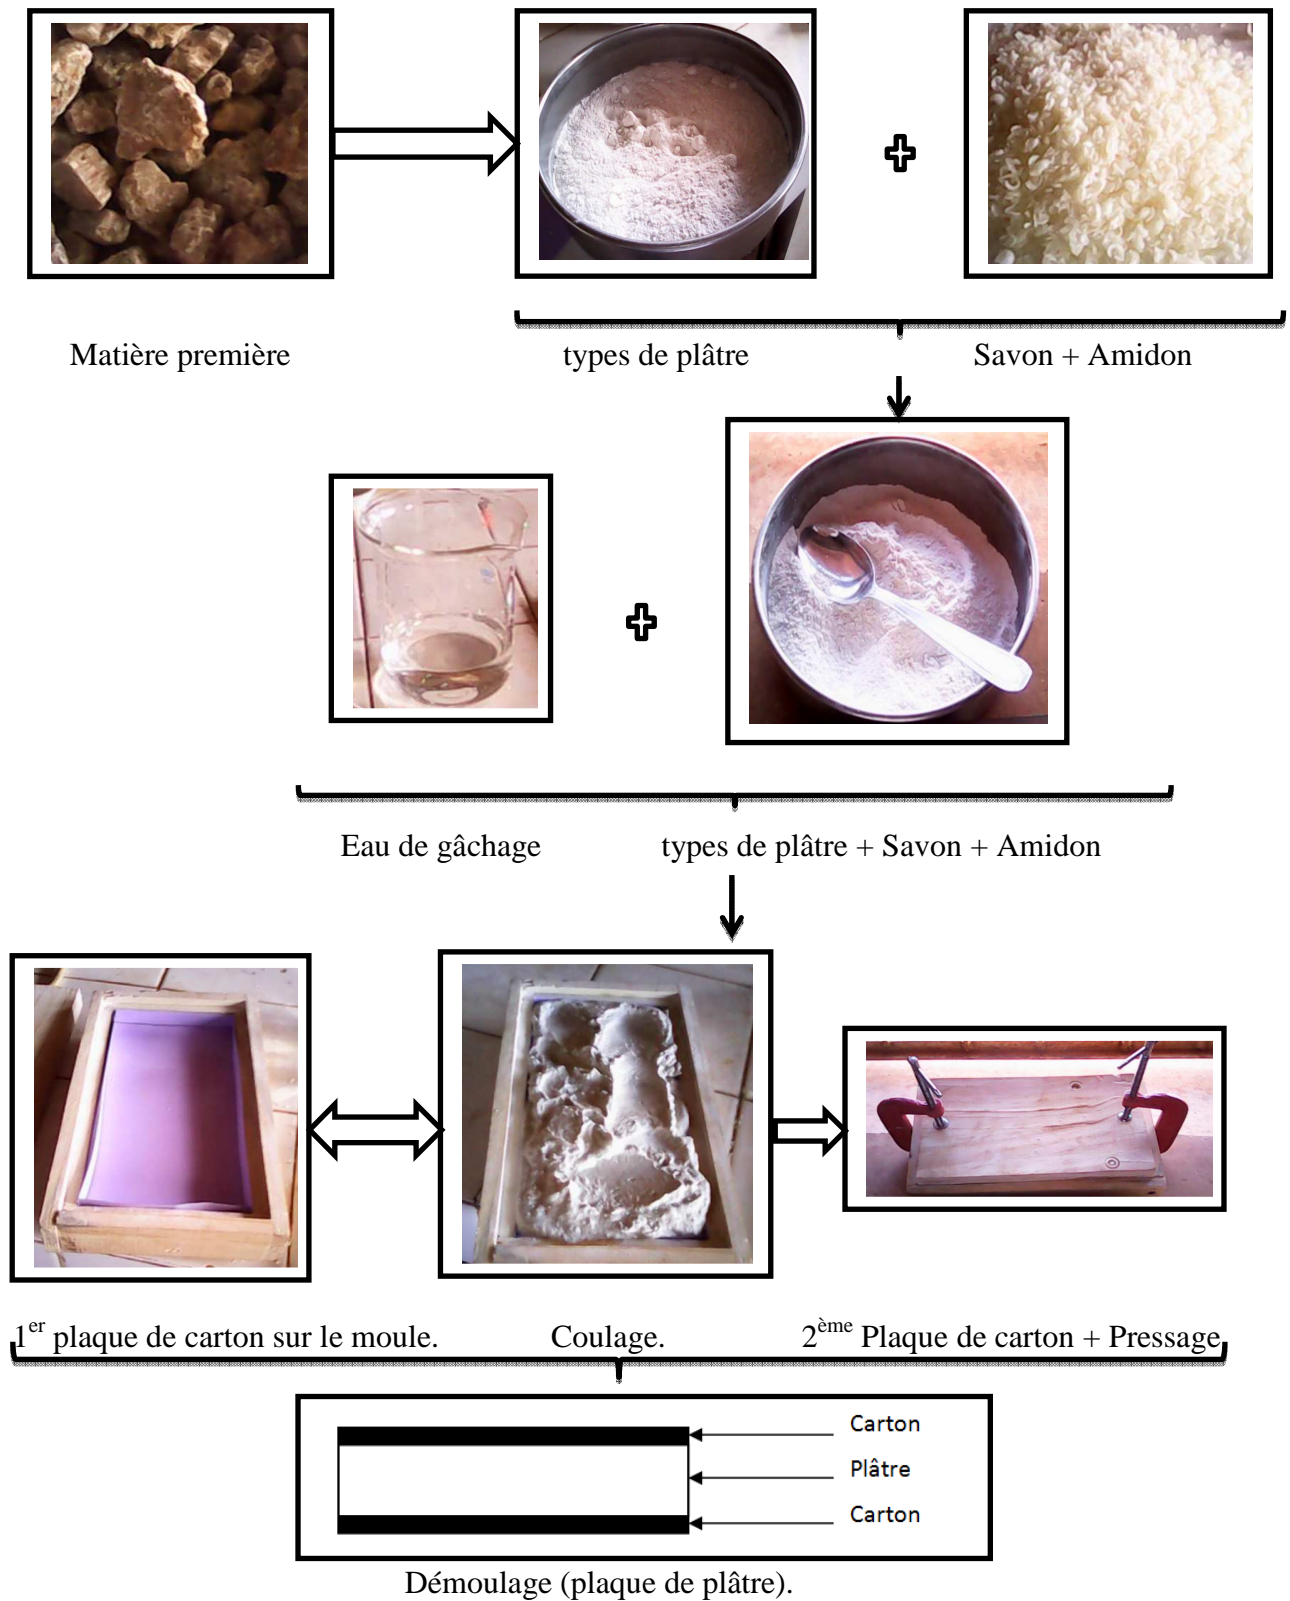 Matière première types de plâtre Savon + Amidon
Eau de gâchage types de plâtre + Savon + Amidon
1er plaque de carton sur le moule. Coulage. 2ème Plaque de carton + Pressage
Carton
Plâtre
Carton
Démoulage (plaque de plâtre).